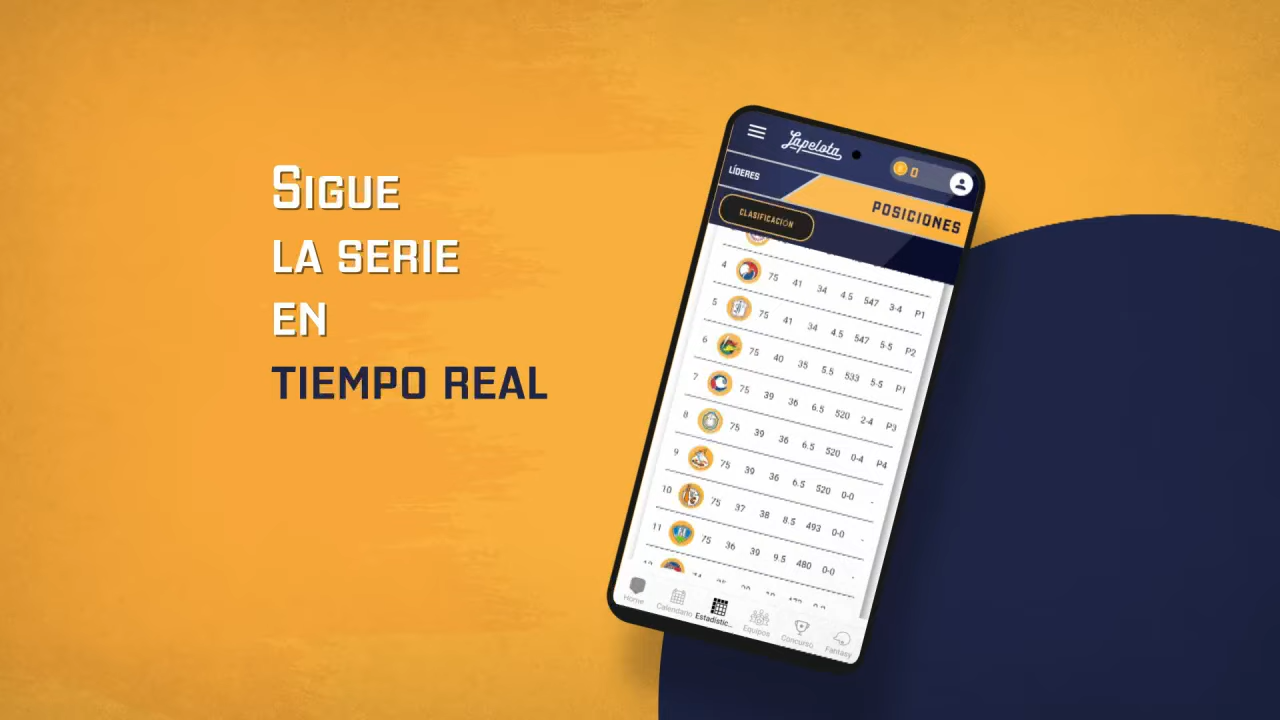 Sigue
la serie
en
tiempo real
Lapelota
0
LÍDERES
POSICIONES
CLASIFICACIÓN
4 75 41 34 4.5 547 3-4 P1
5 75 41 34 4.5 547 5-5 P2
6 75 40 35 5.5 533 5-5 P1
7 75 39 36 6.5 520 2-4 P3
8 75 39 36 6.5 520 0-4 P4
9 75 39 36 6.5 520 0-0 -
10 75 37 38 8.5 493 0-0 -
11 75 36 39 9.5 480 0-0 -
Home Calendario Estadístic... Equipos Concurso Fantasy